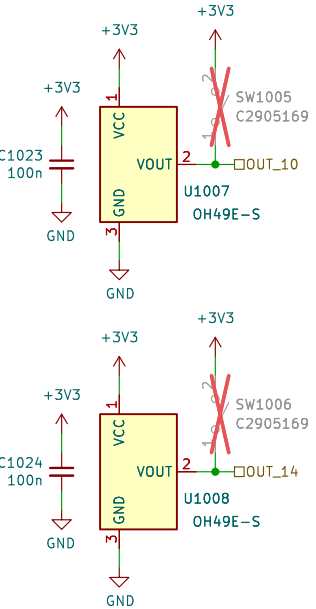 +3V3
+3V3
+3V3
2
SW1005
C2905169
1
1
VCC
C1023
100n
VOUT
2
OUT_10
U1007
OH49E-S
GND
3
GND
GND
+3V3
+3V3
+3V3
2
SW1006
C2905169
1
1
VCC
C1024
100n
VOUT
2
OUT_14
U1008
OH49E-S
GND
3
GND
GND